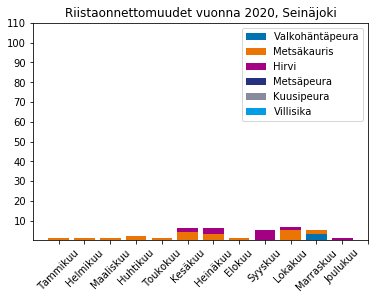 Riistaonnettomuudet vuonna 2020, Seinäjoki
110
100
90
80
70
60
50
40
30
20
10
Valkohäntäpeura
Metsäkauris
Hirvi
Metsäpeura
Kuusipeura
Villisika
Tammikuu
Helmikuu
Maaliskuu
Huhtikuu
Toukokuu
Kesäkuu
Heinäkuu
Elokuu
Syyskuu
Lokakuu
Marraskuu
Joulukuu